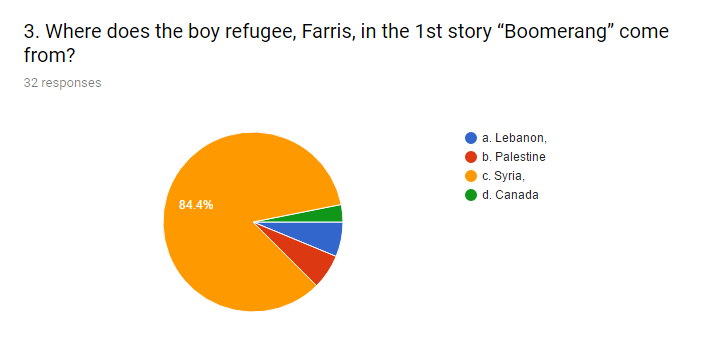 3. Where does the boy refugee, Farris, in the 1st story “Boomerang” come
from?
32 responses
84.4%
a. Lebanon,
b. Palestine
c. Syria,
d. Canada